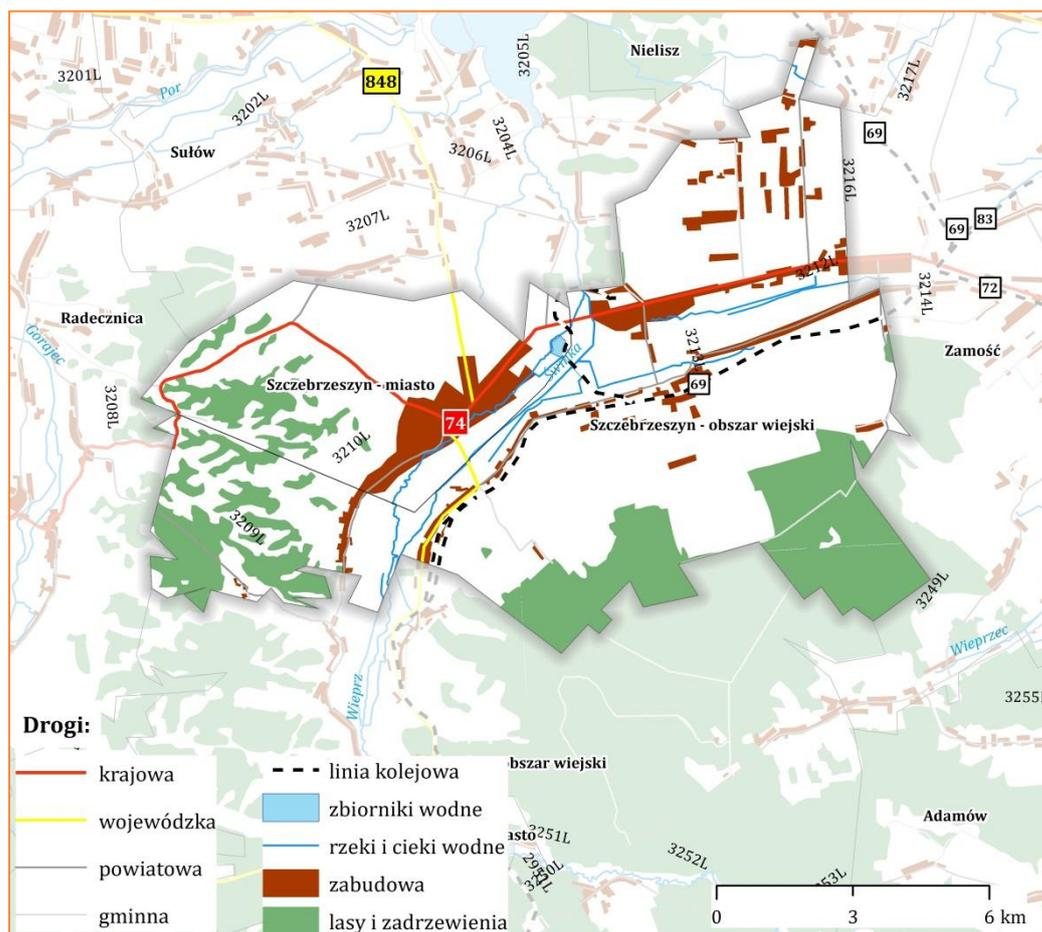 Nielisz
3205L
3201L
Por
848
3202L
3217L
3204L
69
Sułów
3206L
3216L
3207L
83
69
3212L
72
3214L
Radecznica
Gorajec
Świnka
Zamość
Szczebrzeszyn - miasto
69
3208L
74
Szczebrzeszyn - obszar wiejski
3210L
3209L
3249L
Wieprzec
Wieprz
Drogi:
krajowa
wojewódzka
powiatowa
gminna
linia kolejowa
zbiorniki wodne
rzeki i cieki wodne
zabudowa
lasy i zadrzewienia
obszar wiejski
asto
3251L
3250L
3252L
Adamów
0 3 6 km